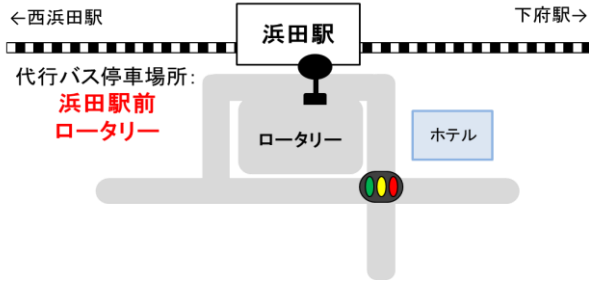 ←西浜田駅
下府駅→
浜田駅
代行バス停車場所:
浜田駅前
ロータリー
ロータリー
ホテル